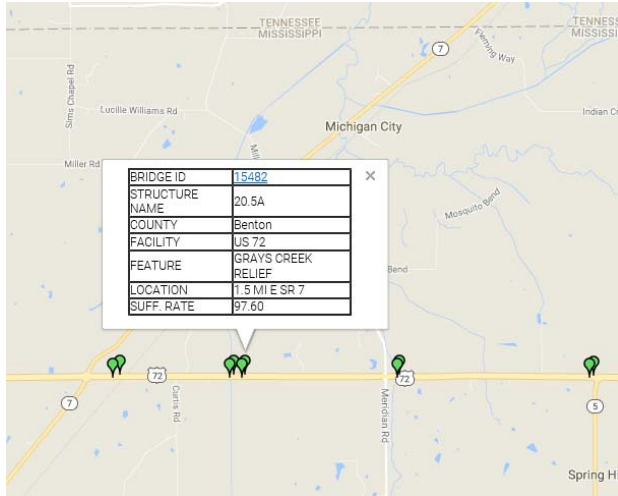 TENNESSEE
MISSISSIPPI
TENNESS
MISSISSI
7
Fleming Way
Sims Chapel Rd
Lucille Williams Rd
Indian Cr
Michigan City
Miller Rd
Mosquito Bend
Bend
BRIDGE ID 15482
STRUCTURE NAME 20.5A
COUNTY Benton
FACILITY US 72
FEATURE GRAYS CREEK RELIEF
LOCATION 1.5 MI E SR 7
SUFF. RATE 97.60
72
72
7
Curtis Rd
Meridian Rd
5
Spring H